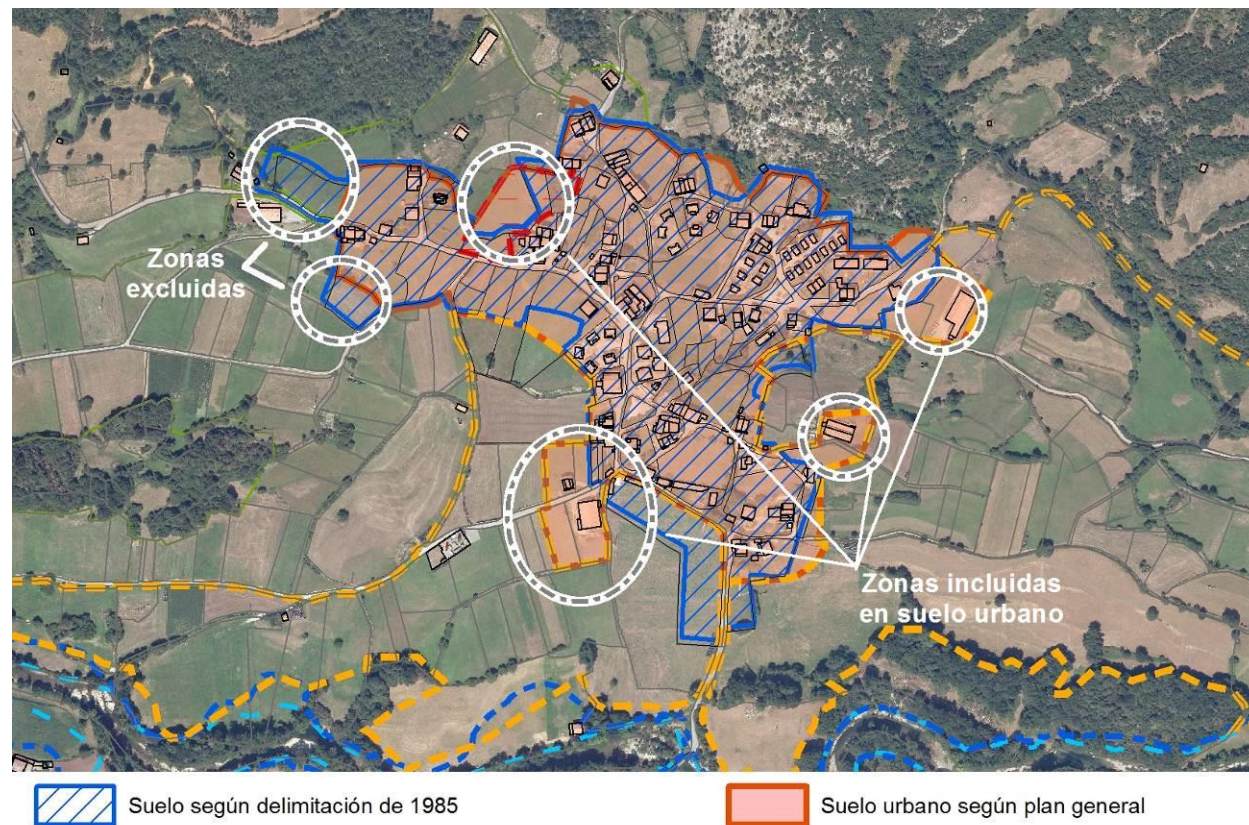 Zonas
excluidas
Zonas incluidas
en suelo urbano
Suelo según delimitación de 1985
Suelo urbano según plan general